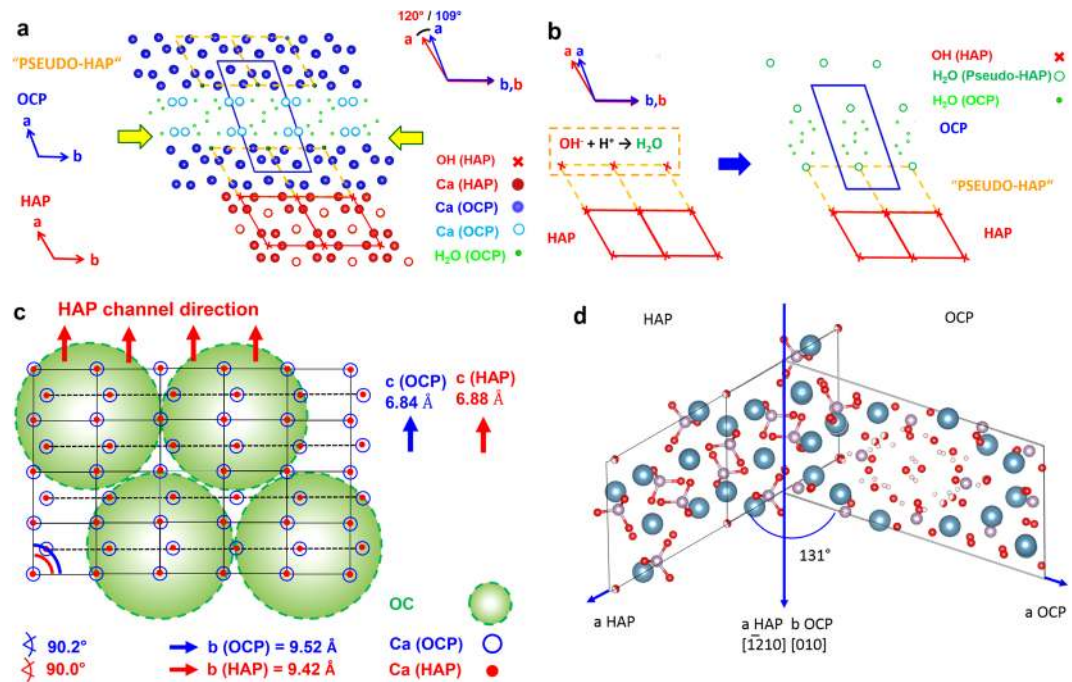 a
120° / 109°
a
a
b,b
"PSEUDO-HAP"
OCP
a
b
HAP
a
b
OH (HAP)
Ca (HAP)
Ca (OCP)
Ca (OCP)
H₂O (OCP)
b
a
a
b,b
OH⁻ + H⁺ → H₂O
HAP
OH (HAP)
H₂O (Pseudo-HAP)
H₂O (OCP)
OCP
"PSEUDO-HAP"
HAP
c
HAP channel direction
c (OCP)
6.84 Å
c (HAP)
6.88 Å
OC
90.2°
b (OCP) = 9.52 Å
Ca (OCP)
90.0°
b (HAP) = 9.42 Å
Ca (HAP)
d
HAP
OCP
131°
a HAP
a HAP b OCP
[1̅210] [010]
a OCP